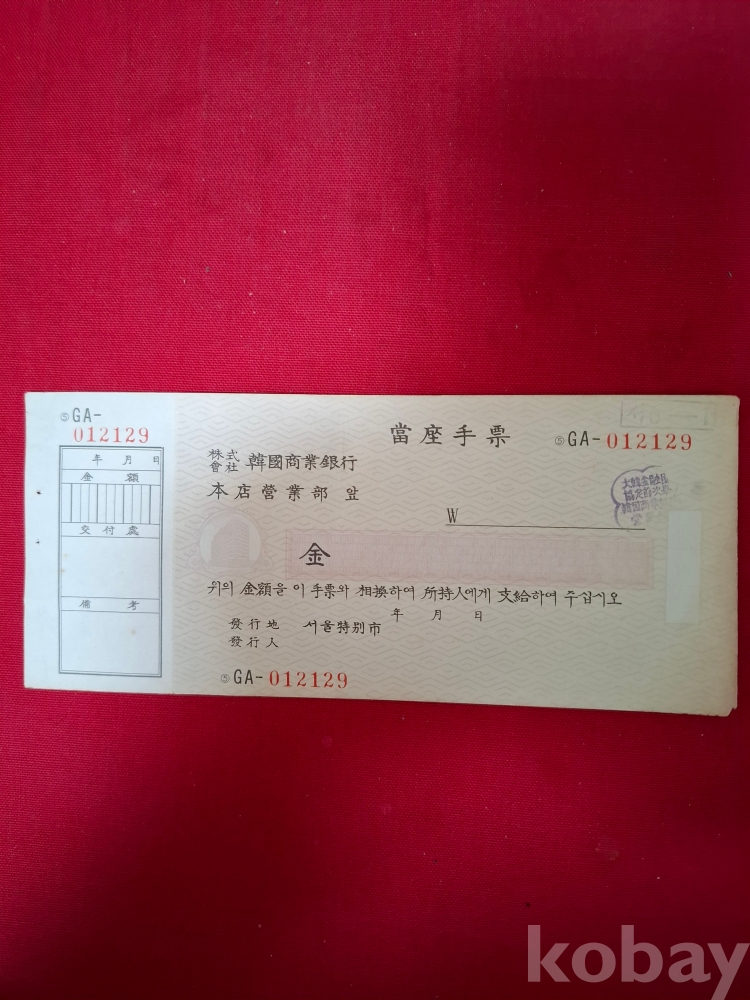 ⑤GA-
012129
年 月 日
金 額
交付處
備 考
當座手票
⑤GA-012129
株式會社 韓國商業銀行
本店營業部 앞
W
金
위의 金額을 이 手票와 相換하여 所持人에게 支給하여 주십시오
年 月 日
發行地 서울特別市
發行人
⑤GA-012129
kobay